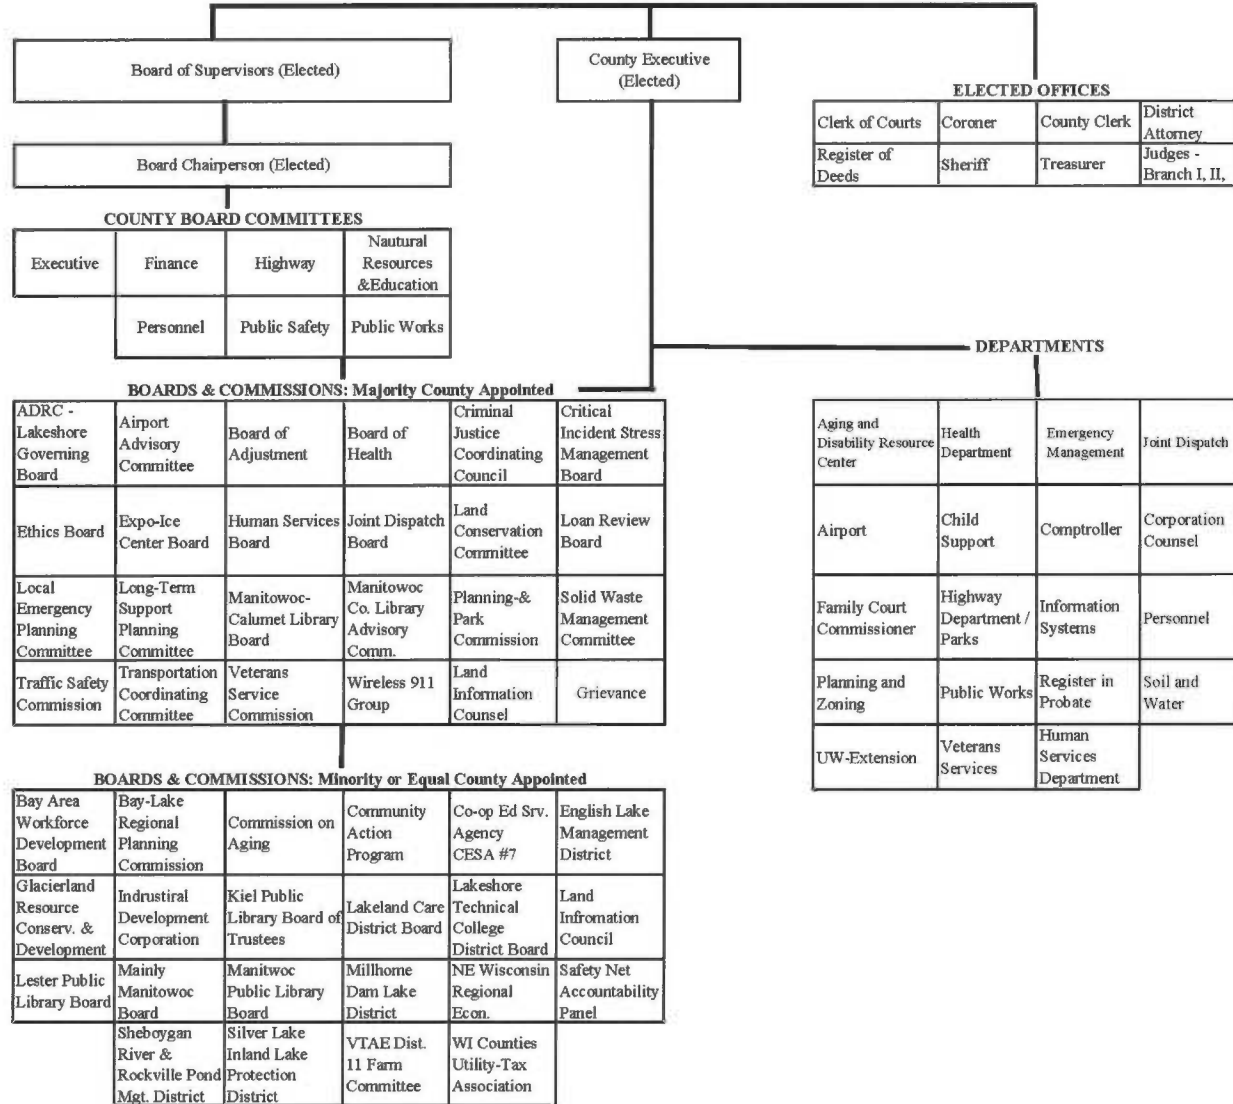 Board of Supervisors (Elected)
County Executive
(Elected)
ELECTED OFFICES
Clerk of Courts
Coroner
County Clerk
District
Attorney
Register of
Deeds
Sheriff
Treasurer
Judges -
Branch I, II,
Board Chairperson (Elected)
COUNTY BOARD COMMITTEES
Executive
Finance
Highway
Nautural
Resources
&Education
Personnel
Public Safety
Public Works
DEPARTMENTS
Aging and
Disability Resource
Center
Health
Department
Emergency
Management
Joint Dispatch
Airport
Child
Support
Comptroller
Corporation
Counsel
Family Court
Commissioner
Highway
Department /
Parks
Information
Systems
Personnel
Planning and
Zoning
Public Works
Register in
Probate
Soil and
Water
UW-Extension
Veterans
Services
Human
Services
Department
BOARDS & COMMISSIONS: Majority County Appointed
ADRC -
Lakeshore
Governing
Board
Airport
Advisory
Committee
Board of
Adjustment
Board of
Health
Criminal
Justice
Coordinating
Council
Critical
Incident Stress
Management
Board
Ethics Board
Expo-Ice
Center Board
Human Services
Board
Joint Dispatch
Board
Land
Conservation
Committee
Loan Review
Board
Local
Emergency
Planning
Committee
Long-Term
Support
Planning
Committee
Manitowoc-
Calumet Library
Board
Manitowoc
Co. Library
Advisory
Comm.
Planning-&
Park
Commission
Solid Waste
Management
Committee
Traffic Safety
Commission
Transportation
Coordinating
Committee
Veterans
Service
Commission
Wireless 911
Group
Land
Information
Counsel
Grievance
BOARDS & COMMISSIONS: Minority or Equal County Appointed
Bay Area
Workforce
Development
Board
Bay-Lake
Regional
Planning
Commission
Commission on
Aging
Community
Action
Program
Co-op Ed Srv.
Agency
CESA #7
English Lake
Management
District
Glacierland
Resource
Conserv. &
Development
Indrustiral
Development
Corporation
Kiel Public
Library Board of
Trustees
Lakeland Care
District Board
Lakeshore
Technical
College
District Board
Land
Infromation
Council
Lester Public
Library Board
Mainly
Manitowoc
Board
Manitwoc
Public Library
Board
Millhome
Dam Lake
District
NE Wisconsin
Regional
Econ.
Safety Net
Accountability
Panel
Sheboygan
River &
Rockville Pond
Mgt. District
Silver Lake
Inland Lake
Protection
District
VTAE Dist.
11 Farm
Committee
WI Counties
Utility-Tax
Association